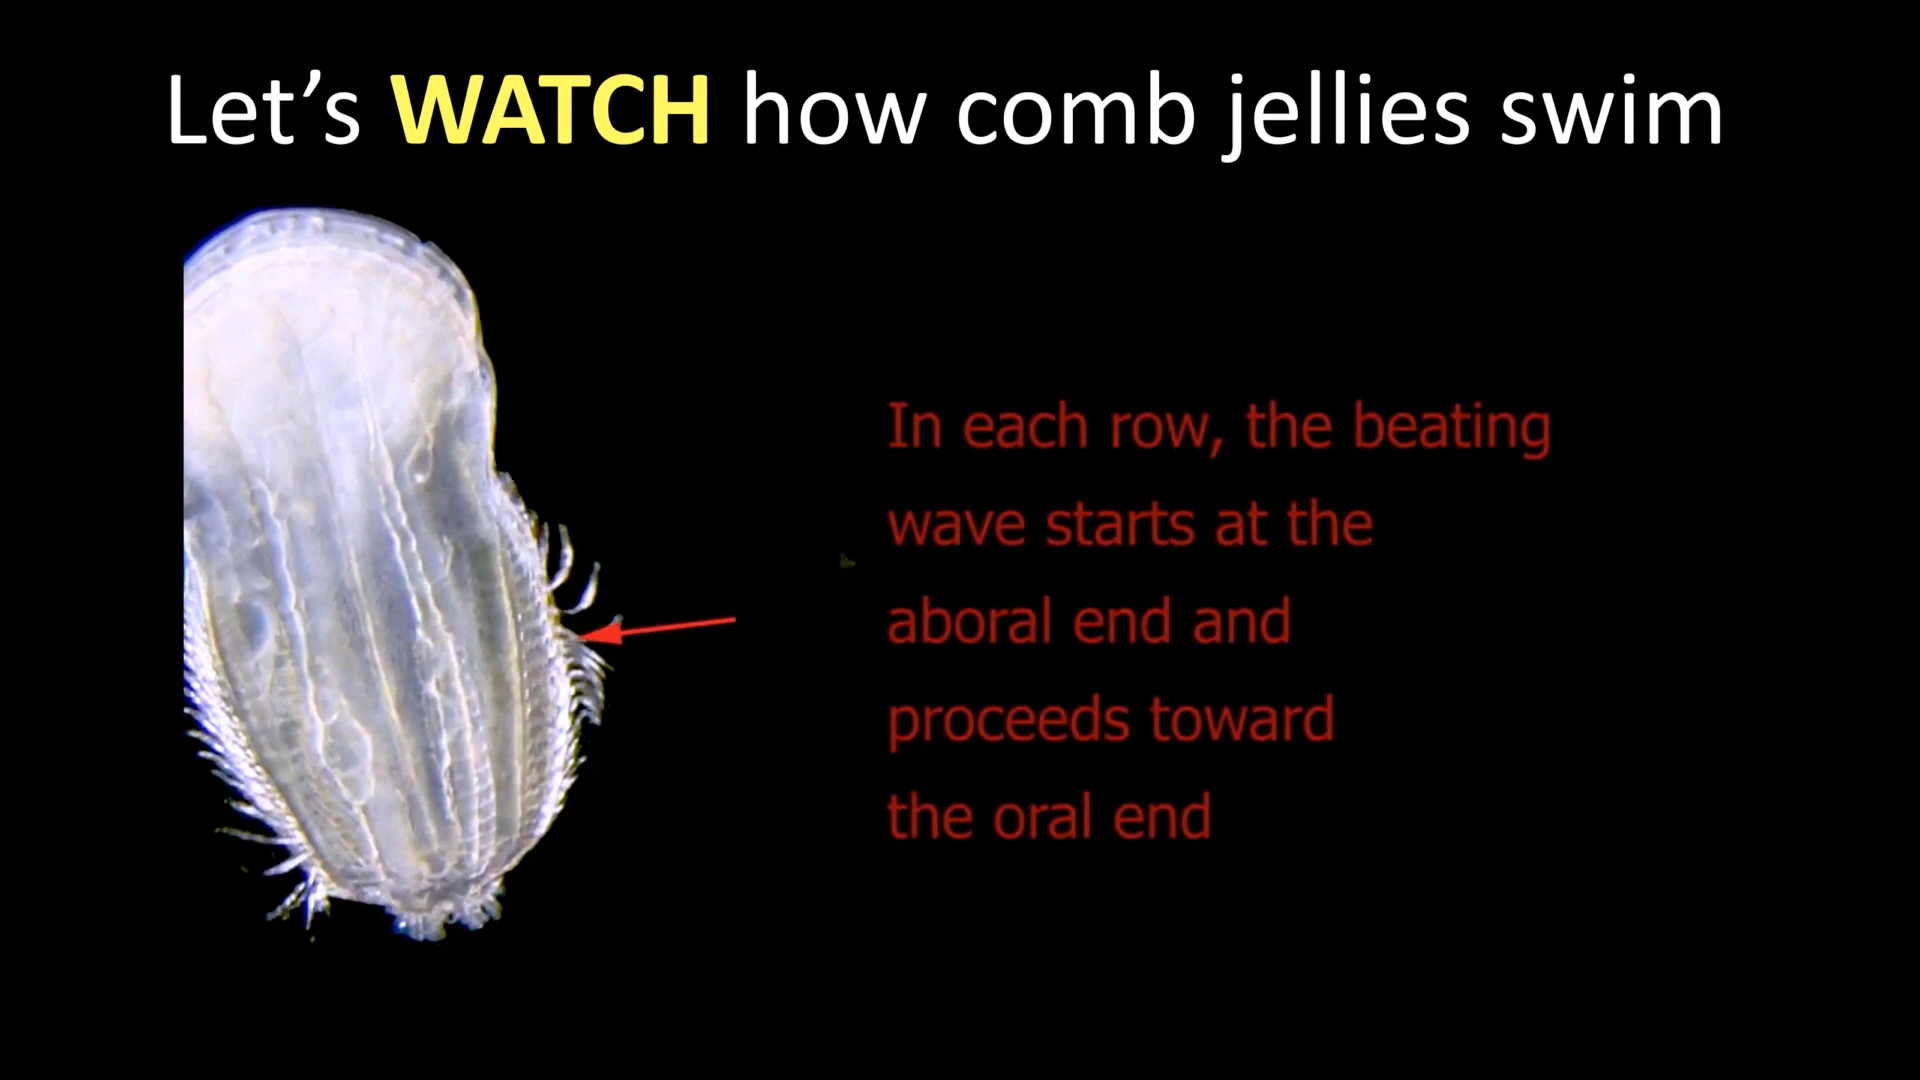 Let’s WATCH how comb jellies swim
In each row, the beating
wave starts at the
aboral end and
proceeds toward
the oral end